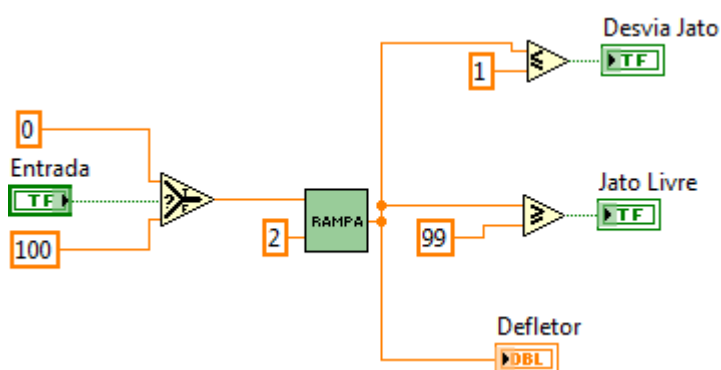 Desvia Jato
TF
1
≤
0
Entrada
TF
?
T
F
100
RAMPA
2
Jato Livre
TF
99
≥
Defletor
DBL